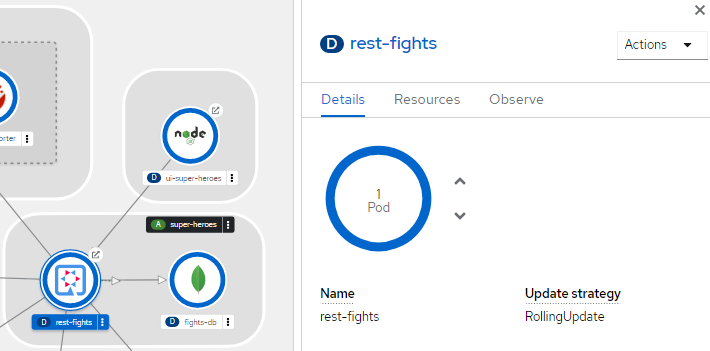 orter
node
D ui-super-heroes
A super-heroes
D rest-fights
D fights-db
D rest-fights
Actions
Details Resources Observe
1
Pod
Name Update strategy
rest-fights RollingUpdate